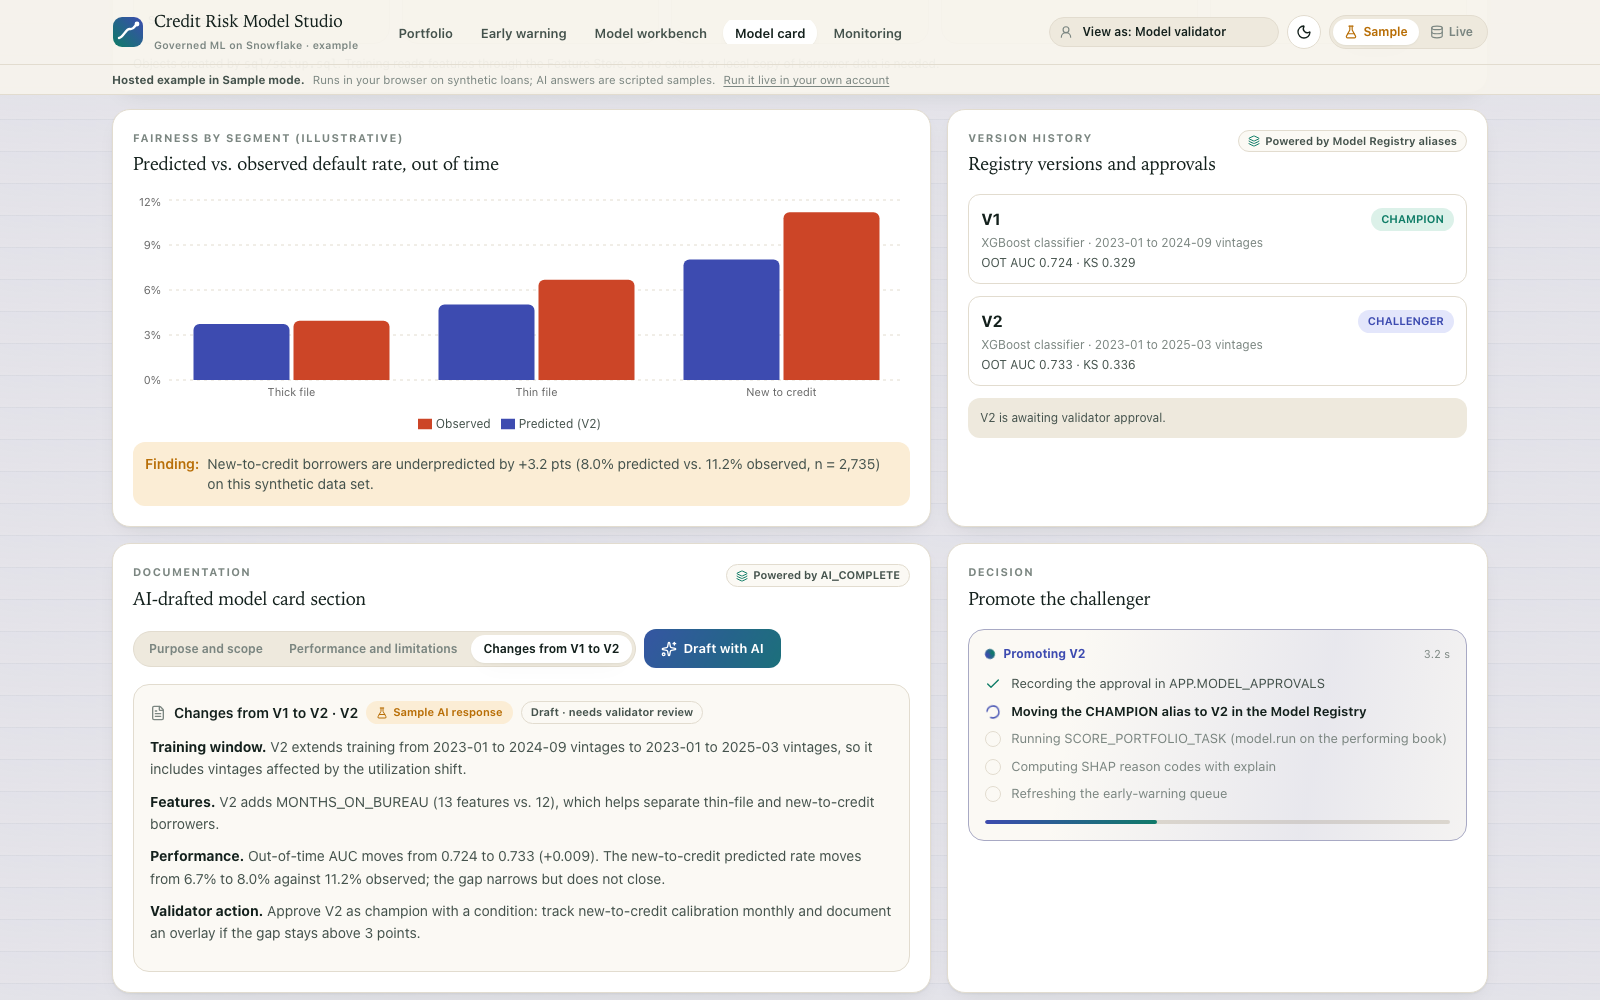 Credit Risk Model Studio
Governed ML on Snowflake · example
Portfolio
Early warning
Model workbench
Model card
Monitoring
View as: Model validator
Sample
Live
Hosted example in Sample mode. Runs in your browser on synthetic loans; AI answers are scripted samples. Run it live in your own account
FAIRNESS BY SEGMENT (ILLUSTRATIVE)
Predicted vs. observed default rate, out of time
12%
9%
6%
3%
0%
Thick file
Thin file
New to credit
Observed
Predicted (V2)
Finding: New-to-credit borrowers are underpredicted by +3.2 pts (8.0% predicted vs. 11.2% observed, n = 2,735)
on this synthetic data set.
VERSION HISTORY
Powered by Model Registry aliases
Registry versions and approvals
V1
CHAMPION
XGBoost classifier · 2023-01 to 2024-09 vintages
OOT AUC 0.724 · KS 0.329
V2
CHALLENGER
XGBoost classifier · 2023-01 to 2025-03 vintages
OOT AUC 0.733 · KS 0.336
V2 is awaiting validator approval.
DOCUMENTATION
Powered by AI_COMPLETE
AI-drafted model card section
Purpose and scope
Performance and limitations
Changes from V1 to V2
Draft with AI
Changes from V1 to V2 · V2
Sample AI response
Draft · needs validator review
Training window. V2 extends training from 2023-01 to 2024-09 vintages to 2023-01 to 2025-03 vintages, so it
includes vintages affected by the utilization shift.
Features. V2 adds MONTHS_ON_BUREAU (13 features vs. 12), which helps separate thin-file and new-to-credit
borrowers.
Performance. Out-of-time AUC moves from 0.724 to 0.733 (+0.009). The new-to-credit predicted rate moves
from 6.7% to 8.0% against 11.2% observed; the gap narrows but does not close.
Validator action. Approve V2 as champion with a condition: track new-to-credit calibration monthly and document
an overlay if the gap stays above 3 points.
DECISION
Promote the challenger
Promoting V2
3.2 s
Recording the approval in APP.MODEL_APPROVALS
Moving the CHAMPION alias to V2 in the Model Registry
Running SCORE_PORTFOLIO_TASK (model.run on the performing book)
Computing SHAP reason codes with explain
Refreshing the early-warning queue